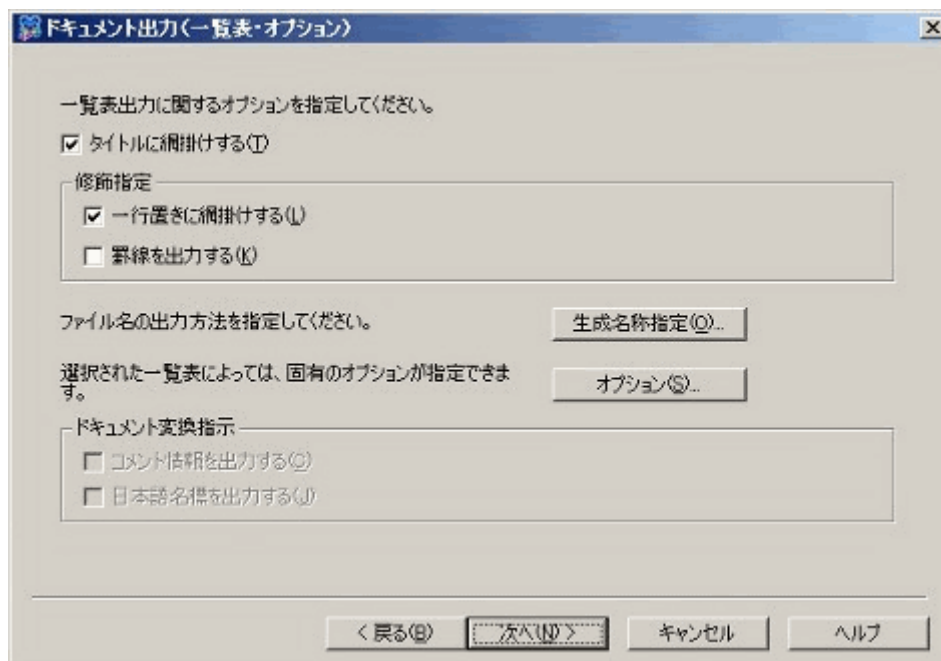 ドキュメント出力(一覧表・オプション)
一覧表出力に関するオプションを指定してください。
タイトルに網掛けする(T)
修飾指定
一行置きに網掛けする(L)
罫線を出力する(K)
ファイル名の出力方法を指定してください。
生成名称指定(O)...
選択された一覧表によっては、固有のオプションが指定できま
す。
オプション(S)...
ドキュメント変換指示
コメント情報を出力する(C)
日本語名標を出力する(J)
< 戻る(B)
次へ(N) >
キャンセル
ヘルプ